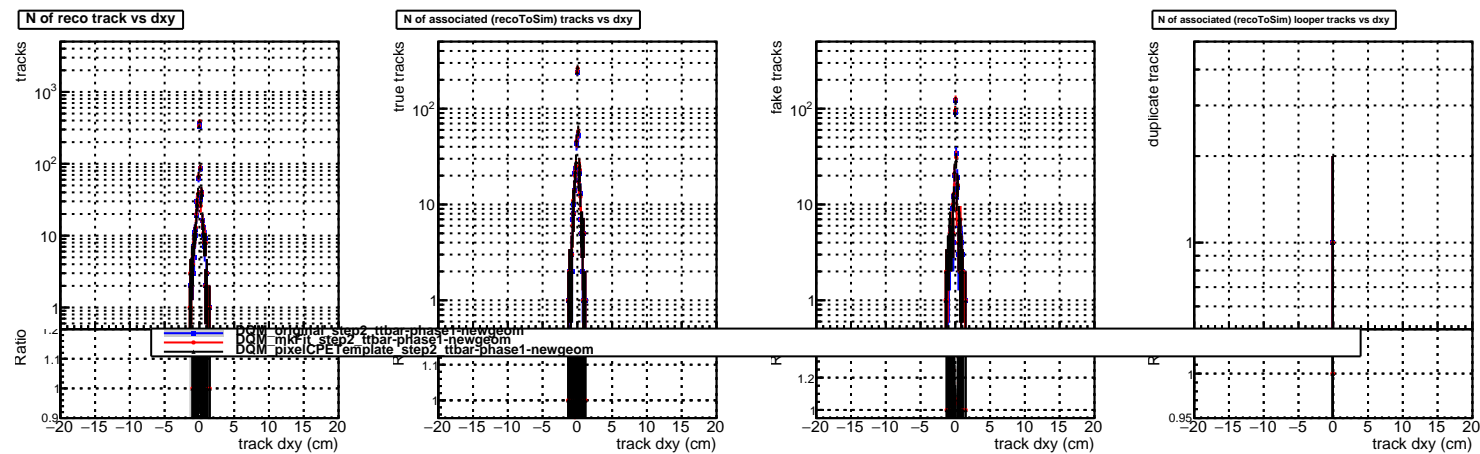 N of reco track vs dxy
N of associated (recoToSim) tracks vs dxy
N of associated (recoToSim) looper tracks vs dxy
tracks
10³
10²
10
1
true tracks
10²
10
1
fake tracks
10²
10
1
duplicate tracks
1
DQM_original_step2_ttbar-phase1-newgeom
DQM_mkFit_step2_ttbar-phase1-newgeom
DQM_pixelCPETemplate_step2_ttbar-phase1-newgeom
Ratio
1.2
1.1
1
0.9
1.1
1
1.2
1
1
0.95
−20 −15 −10 −5 0 5 10 15 20
−20 −15 −10 −5 0 5 10 15 20
−20 −15 −10 −5 0 5 10 15 20
−20 −15 −10 −5 0 5 10 15 20
track dxy (cm)
track dxy (cm)
track dxy (cm)
track dxy (cm)